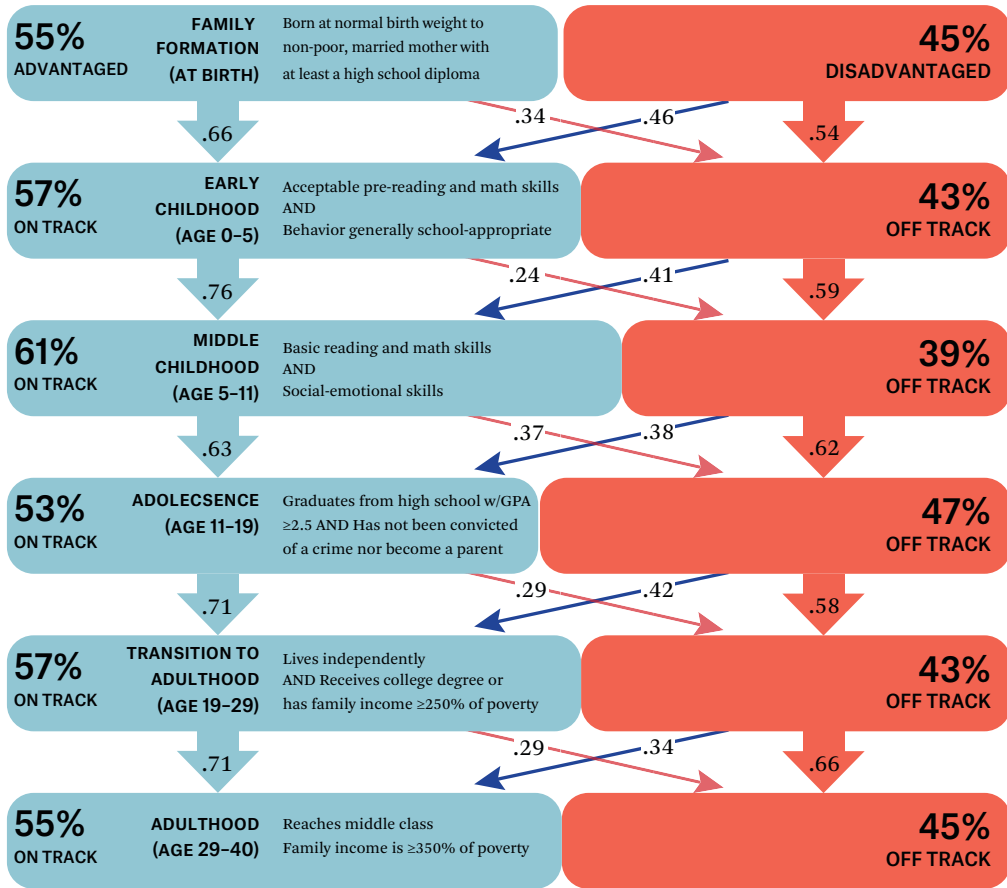 55%
ADVANTAGED
FAMILY
FORMATION
(AT BIRTH)
Born at normal birth weight to
non-poor, married mother with
at least a high school diploma
45%
DISADVANTAGED
.66
.34
.46
.54
57%
ON TRACK
EARLY
CHILDHOOD
(AGE 0–5)
Acceptable pre-reading and math skills
AND
Behavior generally school-appropriate
43%
OFF TRACK
.76
.24
.41
.59
61%
ON TRACK
MIDDLE
CHILDHOOD
(AGE 5–11)
Basic reading and math skills
AND
Social-emotional skills
39%
OFF TRACK
.63
.37
.38
.62
53%
ON TRACK
ADOLECSENCE
(AGE 11–19)
Graduates from high school w/GPA
≥2.5 AND Has not been convicted
of a crime nor become a parent
47%
OFF TRACK
.71
.29
.42
.58
57%
ON TRACK
TRANSITION TO
ADULTHOOD
(AGE 19–29)
Lives independently
AND Receives college degree or
has family income ≥250% of poverty
43%
OFF TRACK
.71
.29
.34
.66
55%
ON TRACK
ADULTHOOD
(AGE 29–40)
Reaches middle class
Family income is ≥350% of poverty
45%
OFF TRACK